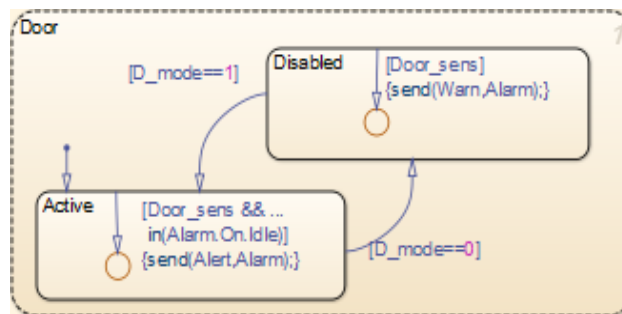 Door
Disabled
[Door_sens]
{send(Warn,Alarm);}
[D_mode==1]
Active
[Door_sens && ...
in(Alarm.On.Idle)]
{send(Alert,Alarm);}
[D_mode==0]